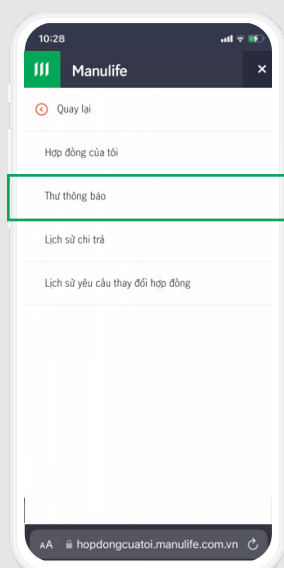 10:28
Manulife
Quay lại
Hợp đồng của tôi
Thư thông báo
Lịch sử chi trả
Lịch sử yêu cầu thay đổi hợp đồng
AA hopdongcuatoi.manulife.com.vn